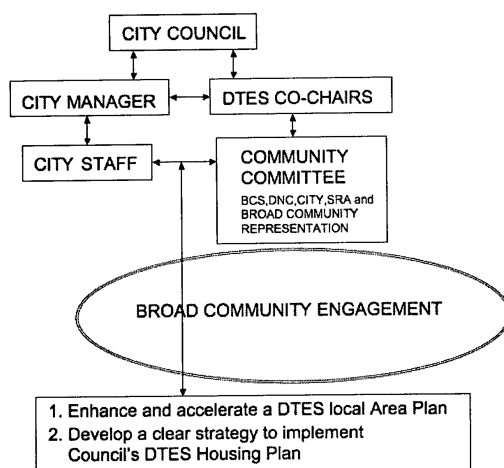 CITY COUNCIL
CITY MANAGER
DTES CO-CHAIRS
CITY STAFF
COMMUNITY
COMMITTEE
BCS,DNC,CITY,SRA and
BROAD COMMUNITY
REPRESENTATION
BROAD COMMUNITY ENGAGEMENT
1. Enhance and accelerate a DTES local Area Plan
2. Develop a clear strategy to implement
Council's DTES Housing Plan